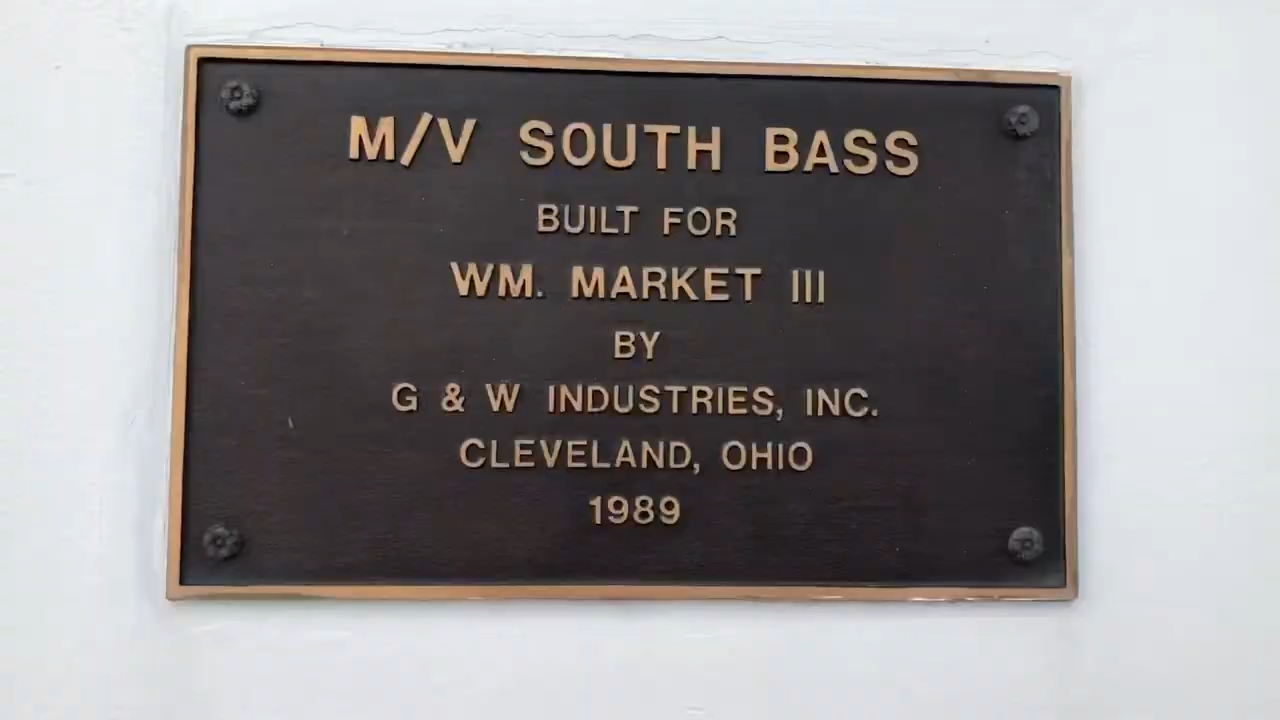 M/V SOUTH BASS
BUILT FOR
WM. MARKET III
BY
G & W INDUSTRIES, INC.
CLEVELAND, OHIO
1989